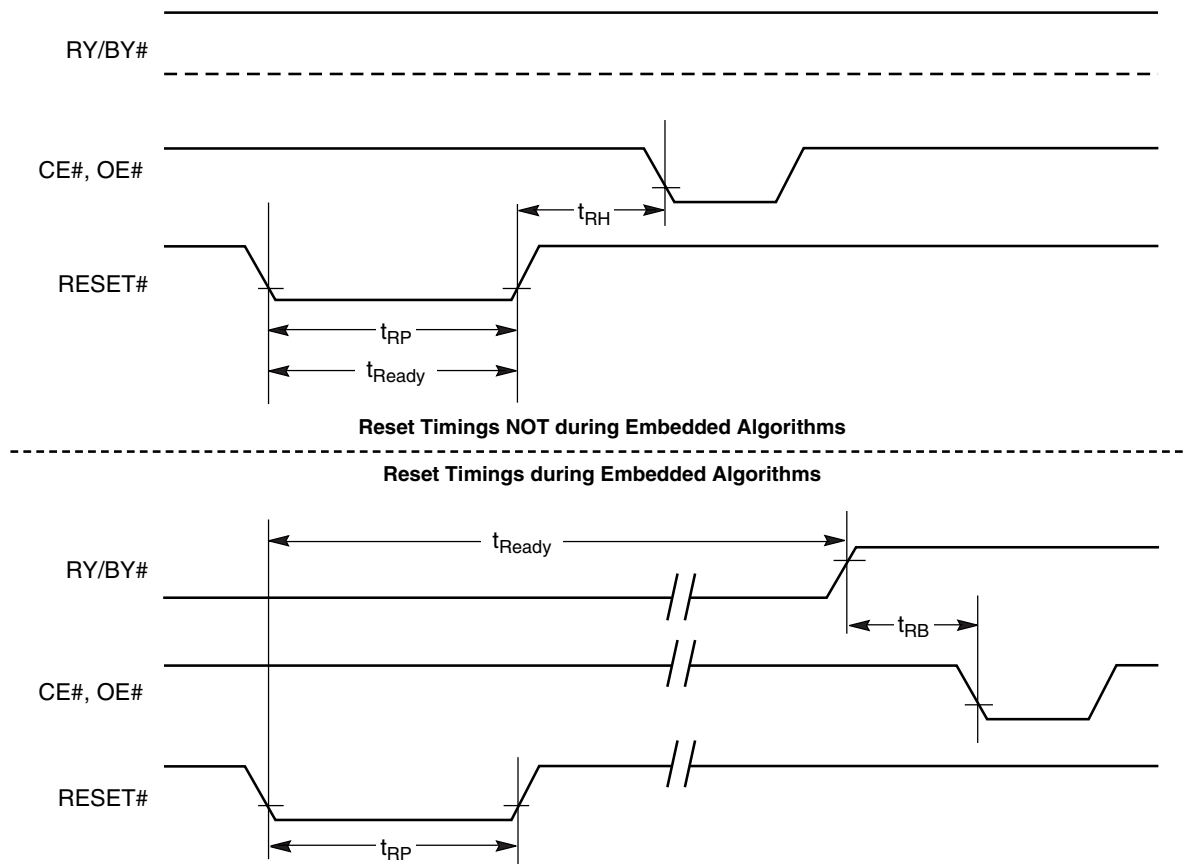 RY/BY#
CE#, OE#
tRH
RESET#
tRP
tReady
Reset Timings NOT during Embedded Algorithms
Reset Timings during Embedded Algorithms
tReady
RY/BY#
tRB
CE#, OE#
RESET#
tRP